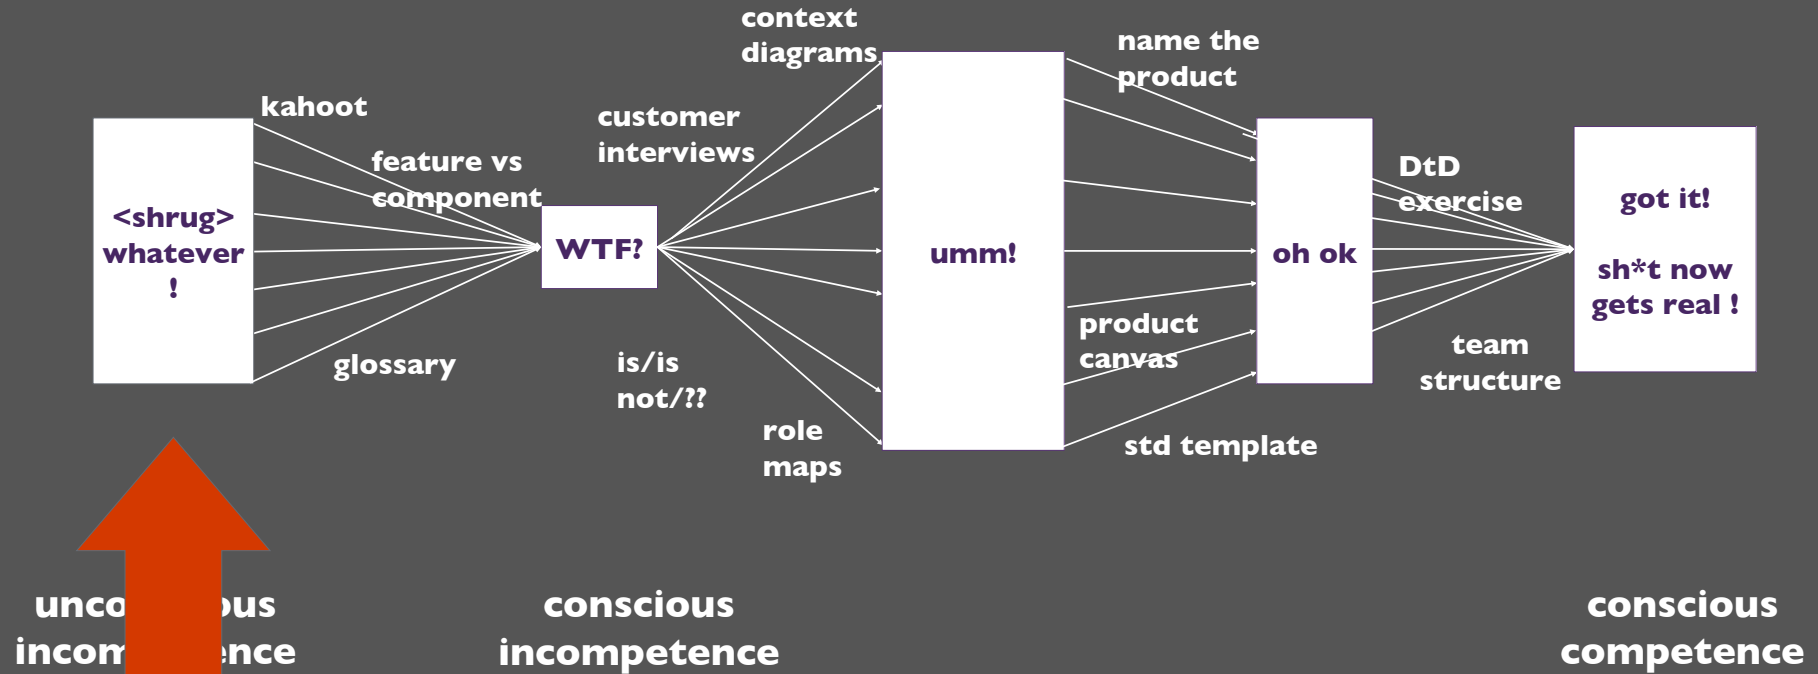 context
diagrams
name the
product
kahoot
customer
interviews
feature vs
component
DtD
exercise
<shrug>
whatever
!
WTF?
umm!
oh ok
got it!
sh*t now
gets real !
glossary
is/is
not/??
product
canvas
team
structure
role
maps
std template
conscious
incompetence
conscious
competence